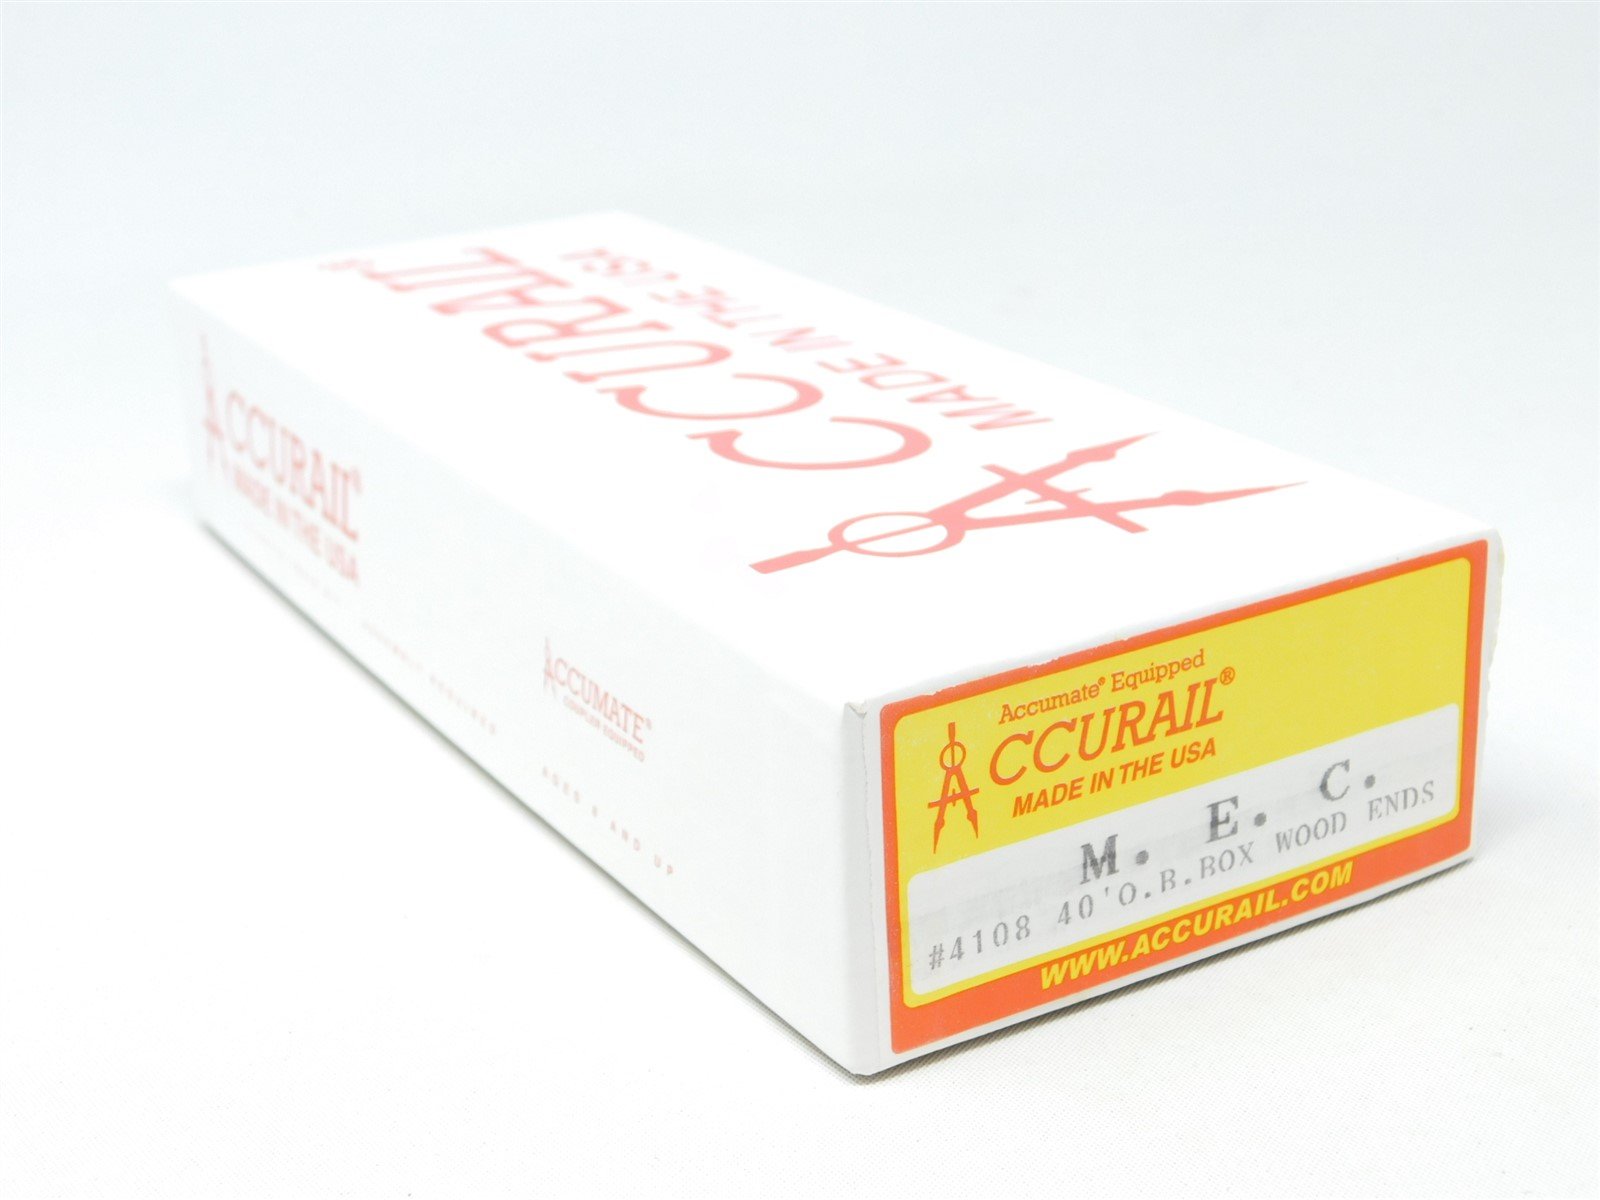 ACCURAIL®
MADE IN THE USA
ACCURAIL®
MADE IN THE USA
ACCUMATE®
COUPLER EQUIPPED
AGES 8 AND UP
Accumate® Equipped
ACCURAIL®
MADE IN THE USA
M. E. C.
#4108 40'O.B.BOX WOOD ENDS
WWW.ACCURAIL.COM